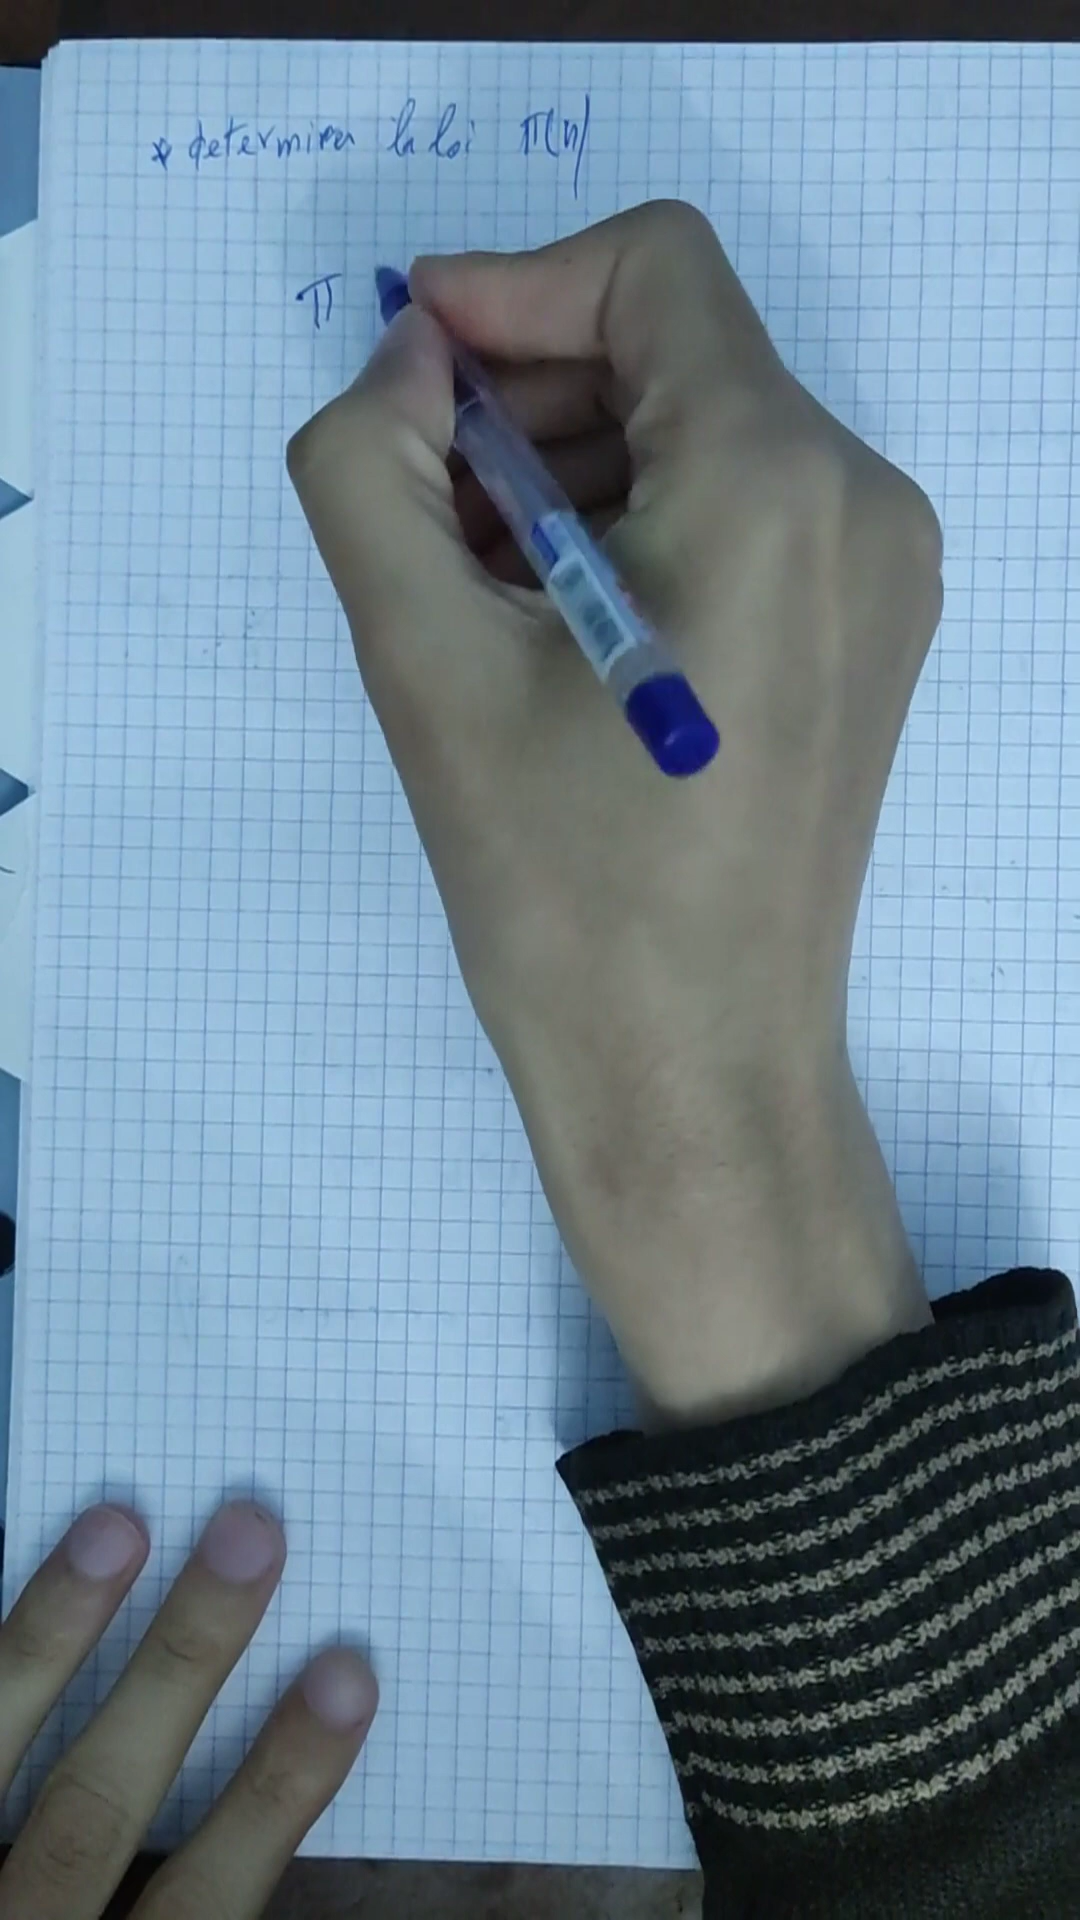 * determiner la loi π(n)
π